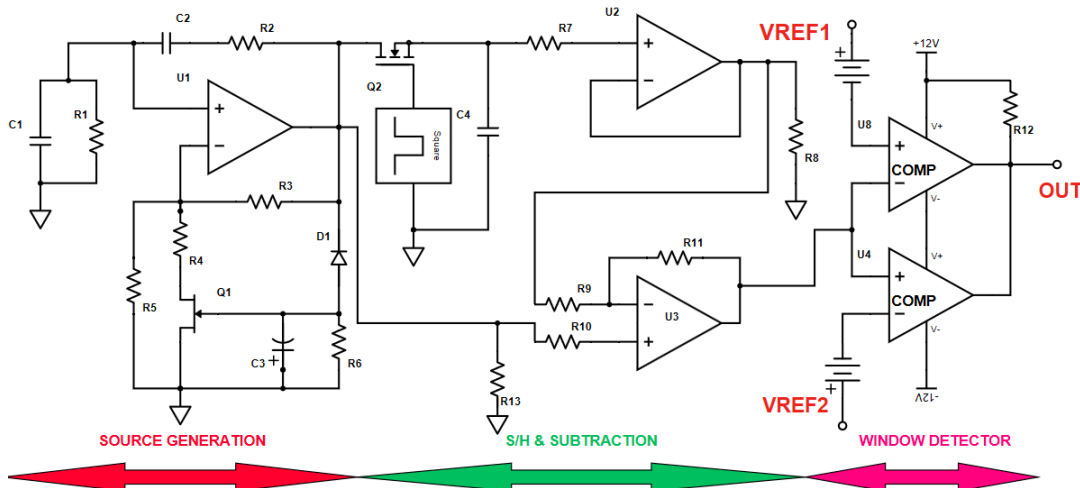 C2
R2
U1
C1
R1
R3
D1
R4
R5
Q1
C3
+
R6
Q2
Square
C4
R7
U2
R8
R9
R10
R11
U3
R13
VREF1
+
+12V
U8
V+
R12
COMP
V-
OUT
U4
V+
COMP
V-
VREF2
+
-12V
SOURCE GENERATION
S/H & SUBTRACTION
WINDOW DETECTOR